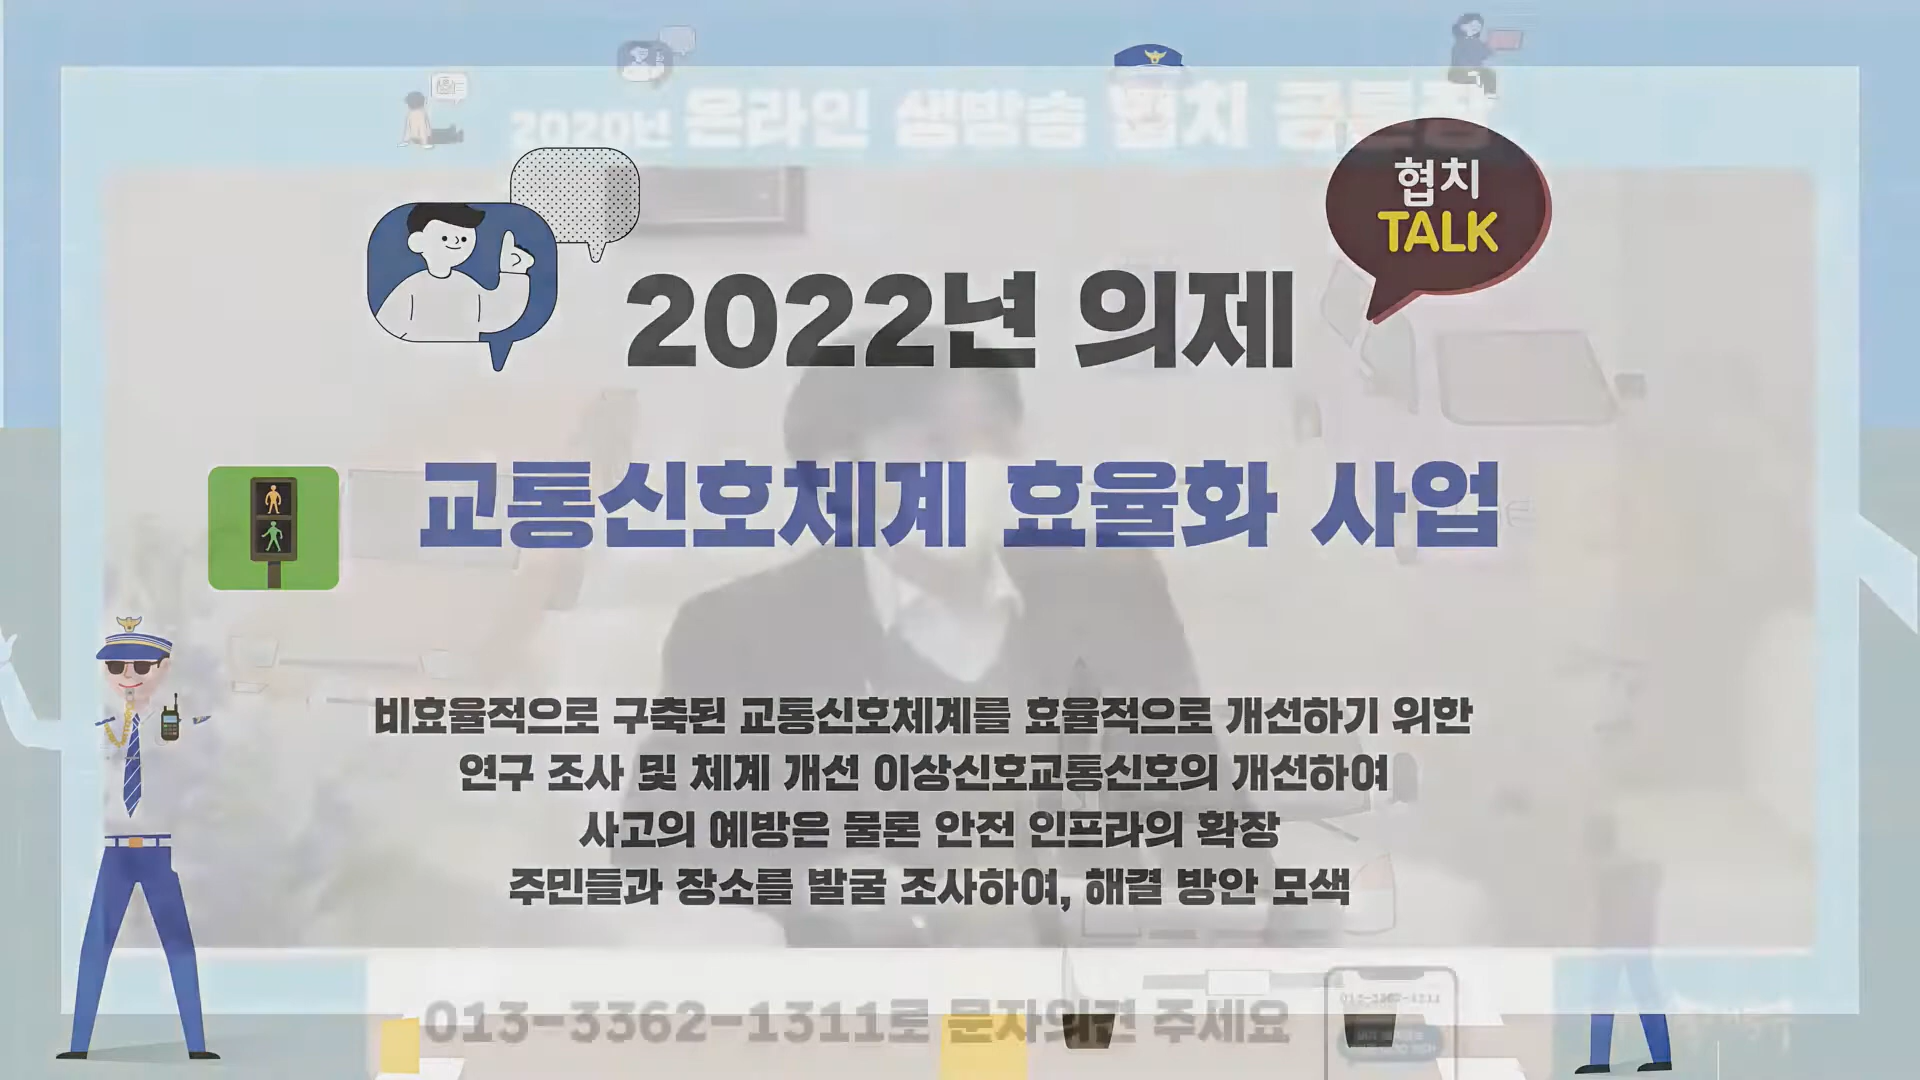 2020년 온라인 생방송 협치 공론장
협치
TALK
2022년 의제
교통신호체계 효율화 사업
비효율적으로 구축된 교통신호체계를 효율적으로 개선하기 위한
연구 조사 및 체계 개선 이상신호교통신호의 개선하여
사고의 예방은 물론 안전 인프라의 확장
주민들과 장소를 발굴 조사하여, 해결 방안 모색
013-3362-1311로 문자의견 주세요